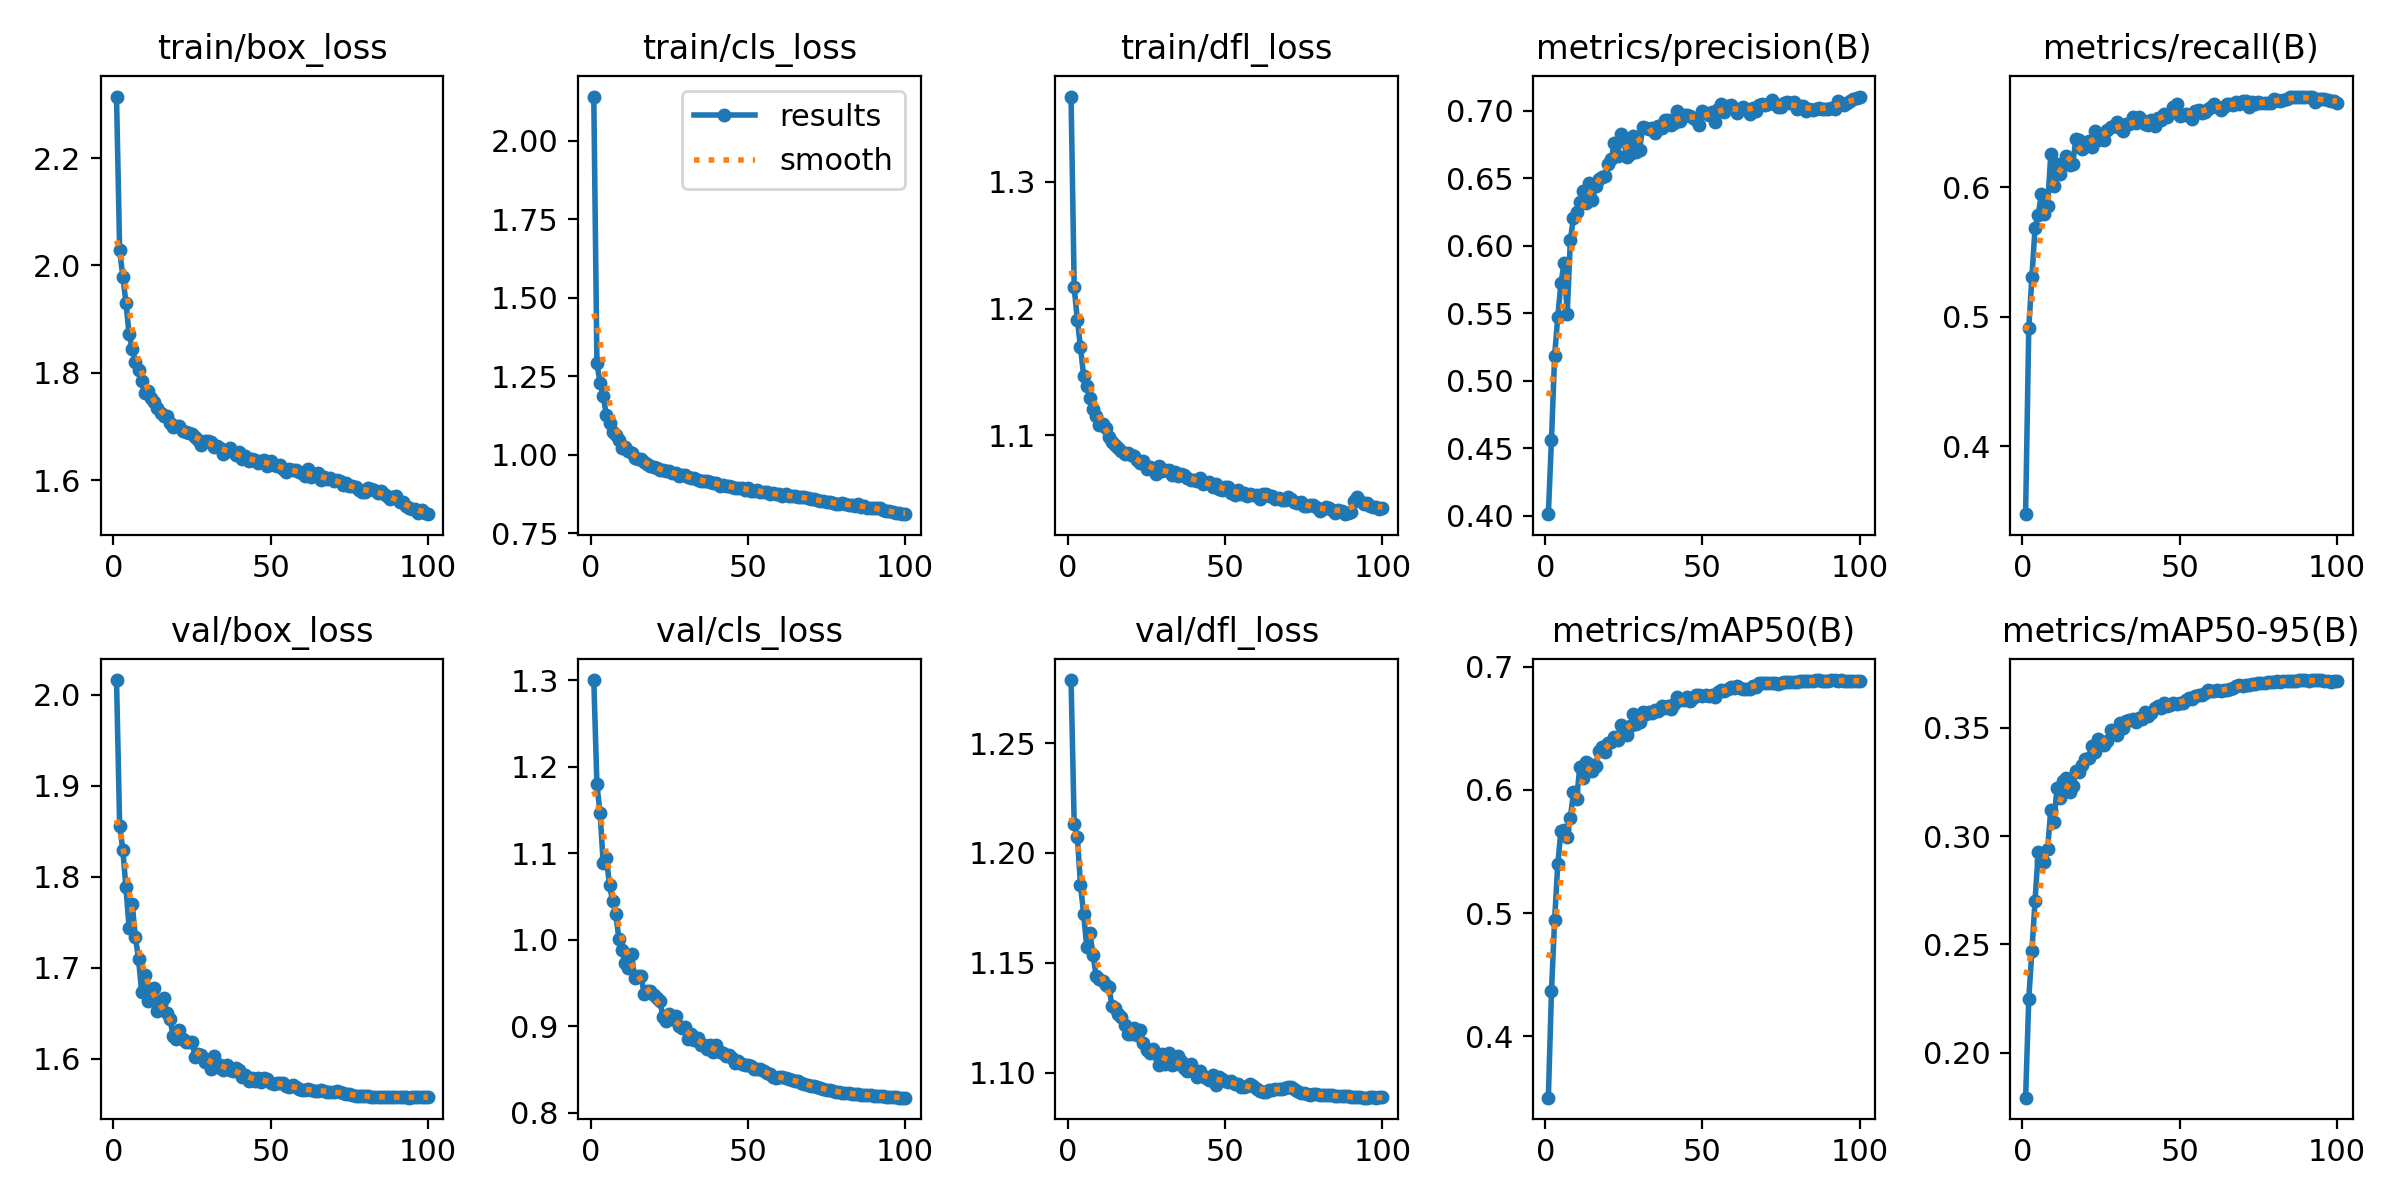 train/box_loss
2.2
2.0
1.8
1.6
0 50 100
train/cls_loss
results
smooth
2.00
1.75
1.50
1.25
1.00
0.75
0 50 100
train/dfl_loss
1.3
1.2
1.1
0 50 100
metrics/precision(B)
0.70
0.65
0.60
0.55
0.50
0.45
0.40
0 50 100
metrics/recall(B)
0.6
0.5
0.4
0 50 100
val/box_loss
2.0
1.9
1.8
1.7
1.6
0 50 100
val/cls_loss
1.3
1.2
1.1
1.0
0.9
0.8
0 50 100
val/dfl_loss
1.25
1.20
1.15
1.10
0 50 100
metrics/mAP50(B)
0.7
0.6
0.5
0.4
0 50 100
metrics/mAP50-95(B)
0.35
0.30
0.25
0.20
0 50 100